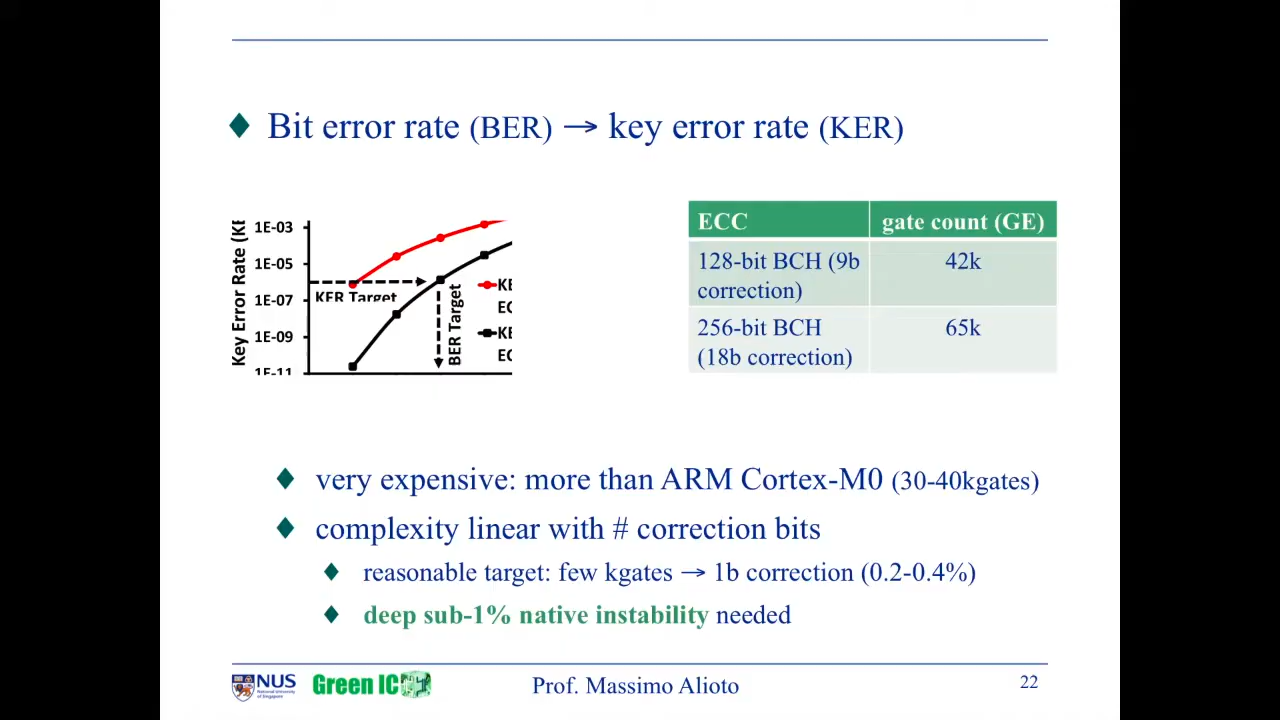 Bit error rate (BER) → key error rate (KER)
Key Error Rate (KE
1E-03
1E-05
1E-07
1E-09
1E-11
KER Target
BER Target
KE
EC
KE
EC
ECC gate count (GE)
128-bit BCH (9b 42k
correction)
256-bit BCH 65k
(18b correction)
very expensive: more than ARM Cortex-M0 (30-40kgates)
complexity linear with # correction bits
reasonable target: few kgates → 1b correction (0.2-0.4%)
deep sub-1% native instability needed
NUS
National University
of Singapore
Green IC
Prof. Massimo Alioto
22